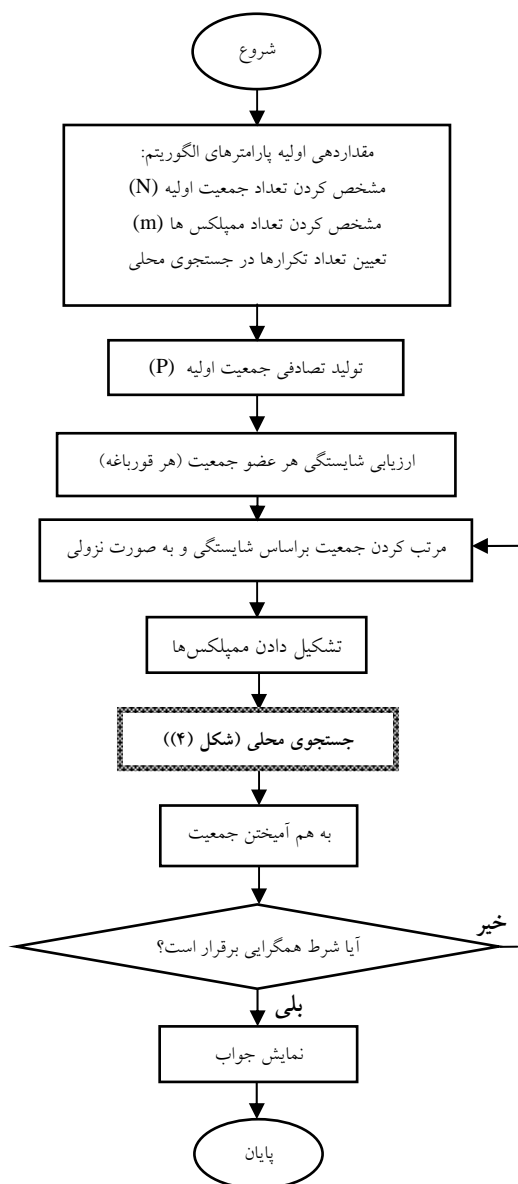 شروع
مقداردهی اولیه پارامترهای الگوریتم:
مشخص کردن تعداد جمعیت اولیه (N)
مشخص کردن تعداد ممپلکس ها (m)
تعیین تعداد تکرارها در جستجوی محلی
تولید تصادفی جمعیت اولیه (P)
ارزیابی شایستگی هر عضو جمعیت (هر قورباغه)
مرتب کردن جمعیت براساس شایستگی و به صورت نزولی
تشکیل دادن ممپلکس‌ها
جستجوی محلی (شکل (۴))
به هم آمیختن جمعیت
آیا شرط همگرایی برقرار است؟
خیر
بلی
نمایش جواب
پایان